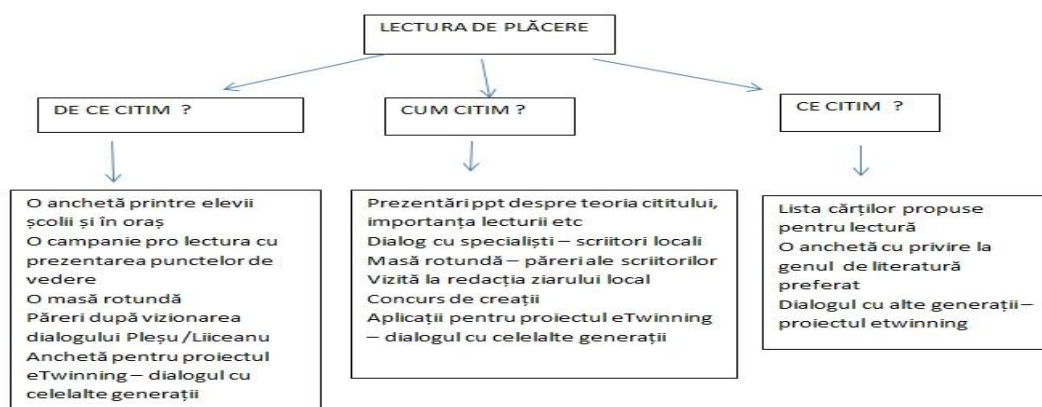 LECTURA DE PLĂCERE
DE CE CITIM ?
CUM CITIM ?
CE CITIM ?
O anchetă printre elevii
școlii și în oraș
O campanie pro lectura cu
prezentarea punctelor de
vedere
O masă rotundă
Păreri după vizionarea
dialogului Pleșu /Liiceanu
Anchetă pentru proiectul
eTwinning – dialogul cu
celelalte generații
Prezentări ppt despre teoria cititului,
importanța lecturii etc
Dialog cu specialiști – scriitori locali
Masă rotundă – păreri ale scriitorilor
Vizită la redacția ziarului local
Concurs de creații
Aplicații pentru proiectul eTwinning
– dialogul cu celelalte generații
Lista cărților propuse
pentru lectură
O anchetă cu privire la
genul de literatură
preferat
Dialogul cu alte generații –
proiectul etwinning